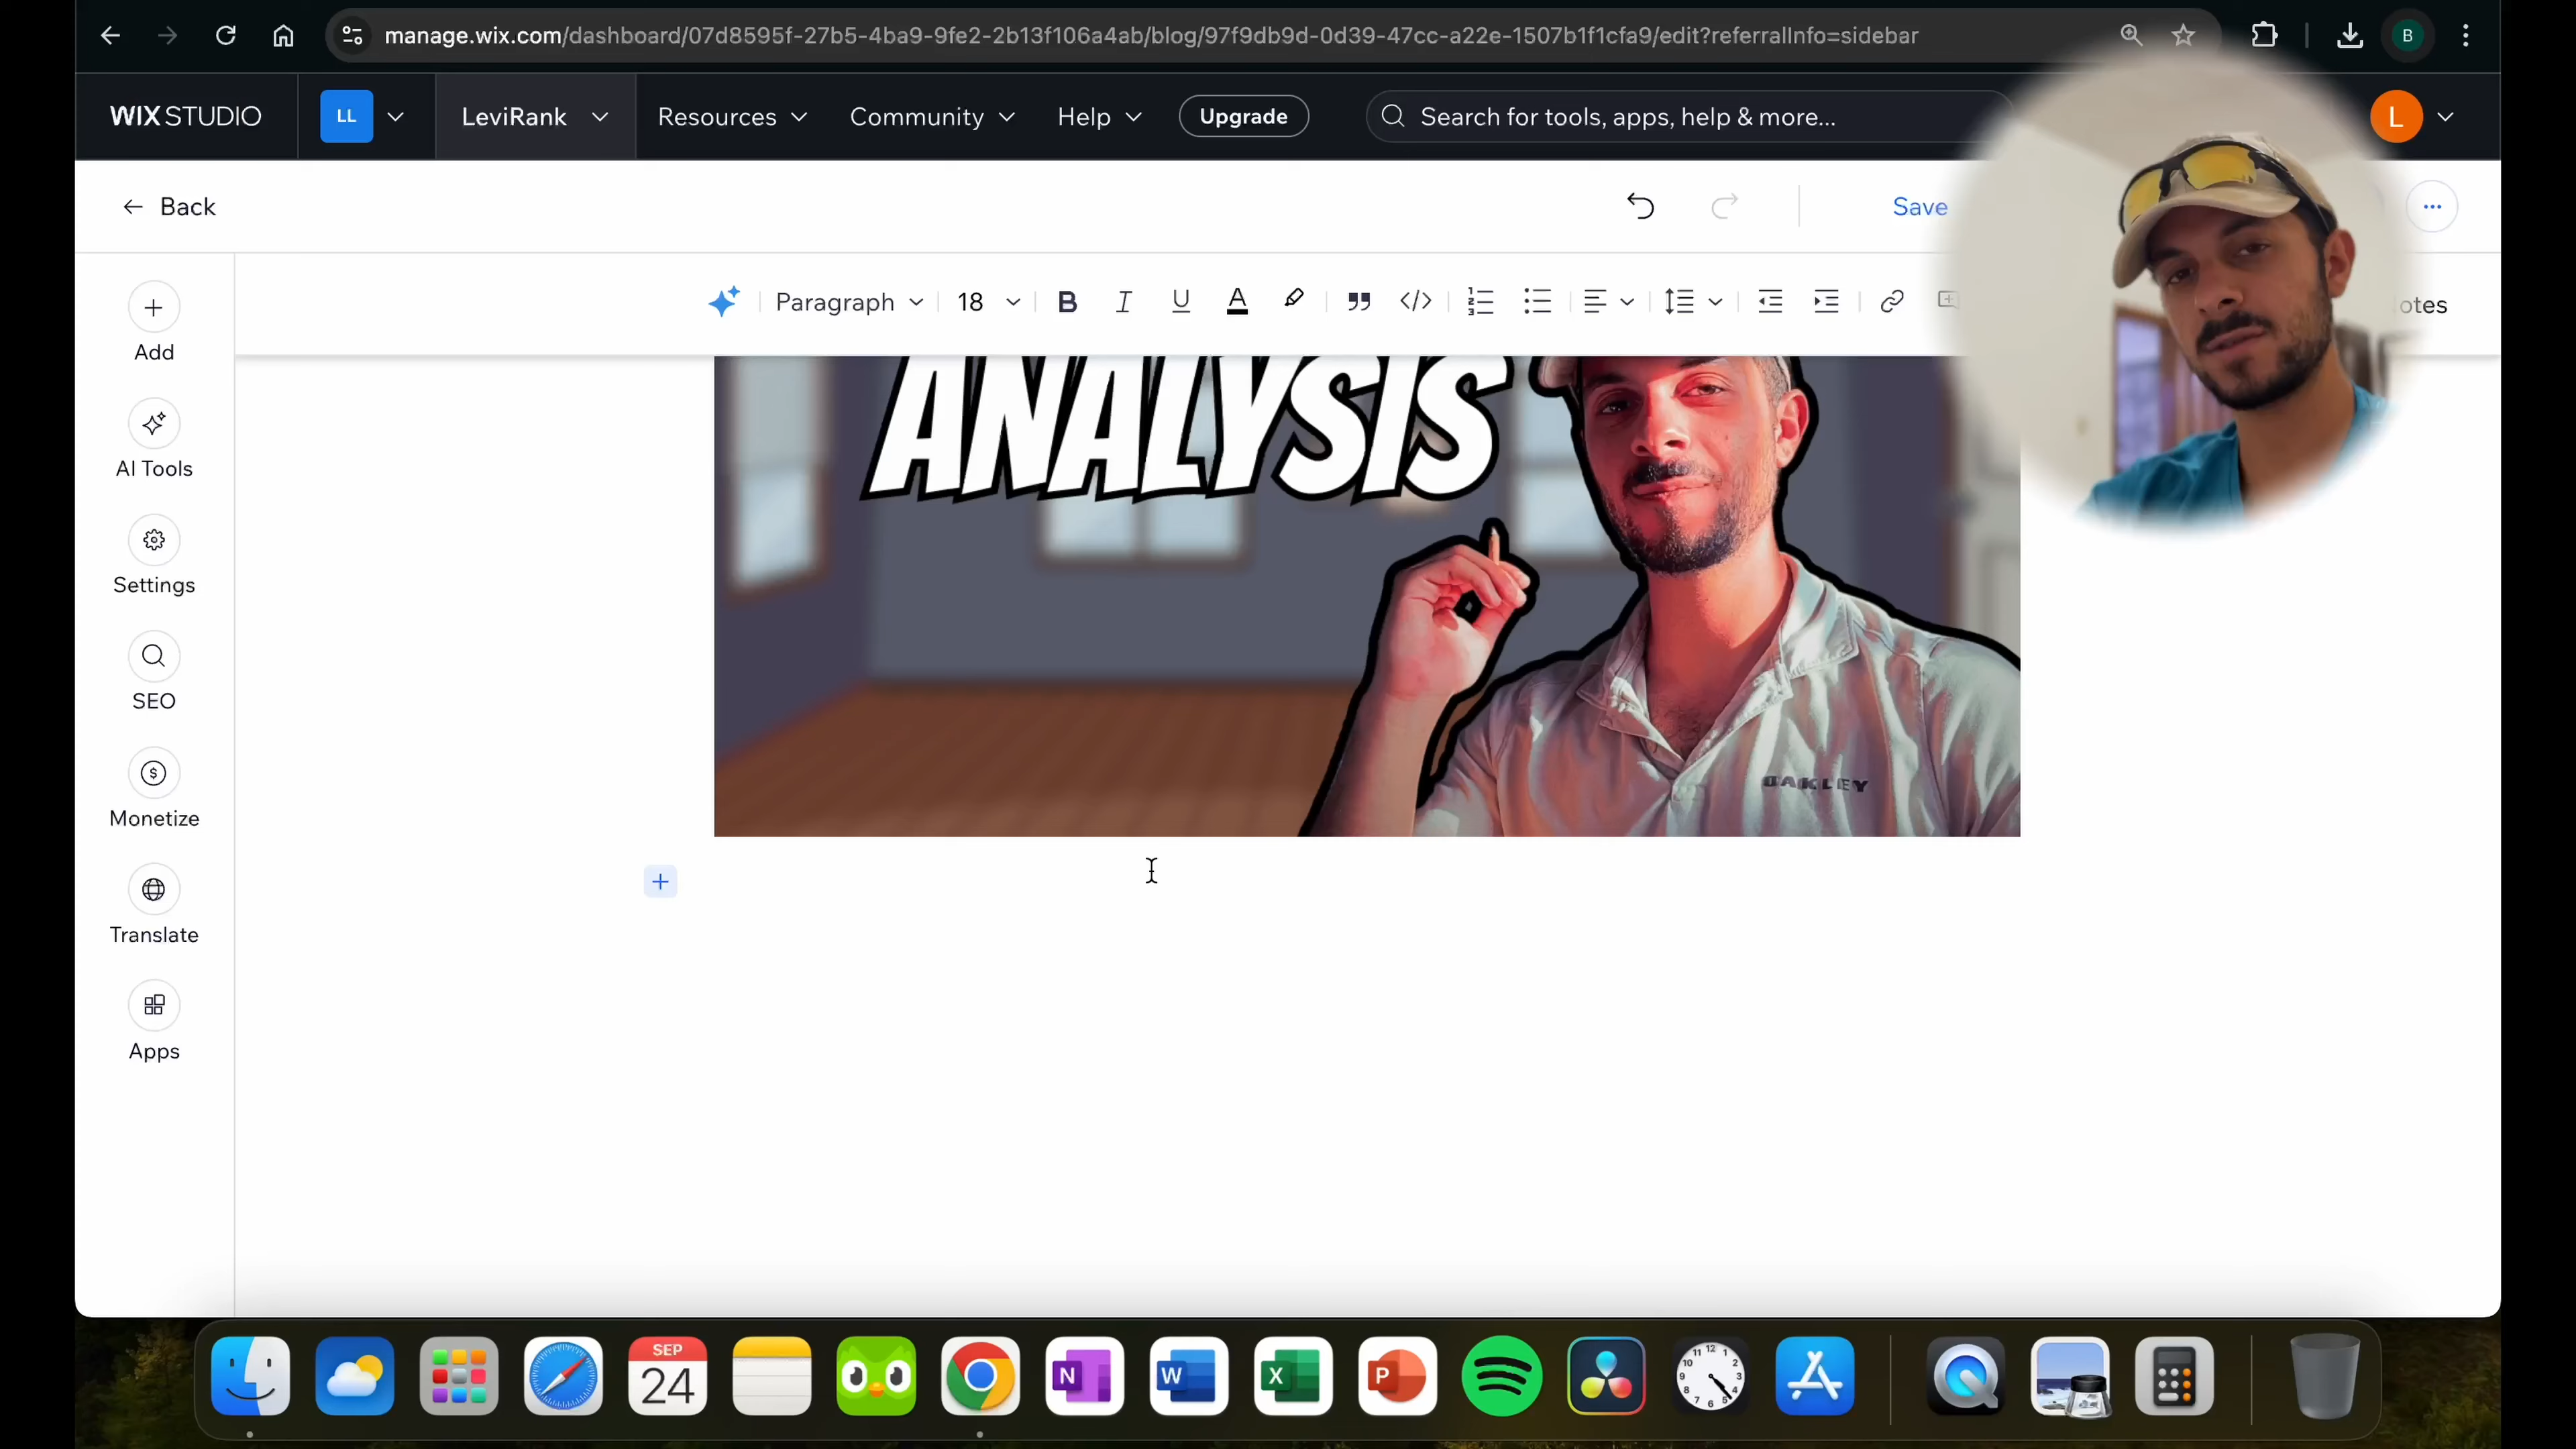 manage.wix.com/dashboard/07d8595f-27b5-4ba9-9fe2-2b13f106a4ab/blog/97f9db9d-0d39-47cc-a22e-1507b1f1cfa9/edit?referralInfo=sidebar
B
WIX STUDIO
LL
LeviRank
Resources
Community
Help
Upgrade
Search for tools, apps, help & more...
L
Back
Save
Paragraph
18
B
I
U
A
otes
Add
AI Tools
Settings
SEO
Monetize
Translate
Apps
ANALYSIS
OAKLEY
SEP
24
N
W
X
P